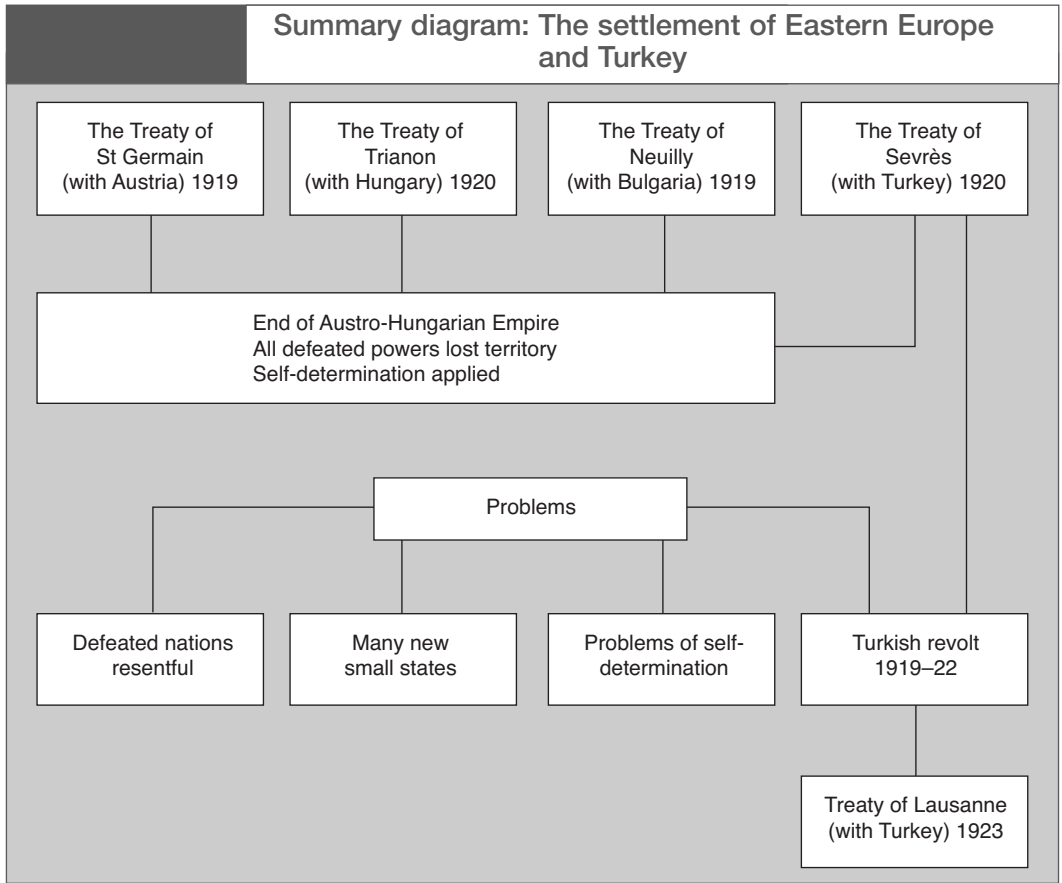 Summary diagram: The settlement of Eastern Europe
and Turkey
The Treaty of
St Germain
(with Austria) 1919
The Treaty of
Trianon
(with Hungary) 1920
The Treaty of
Neuilly
(with Bulgaria) 1919
The Treaty of
Sevrès
(with Turkey) 1920
End of Austro-Hungarian Empire
All defeated powers lost territory
Self-determination applied
Problems
Defeated nations
resentful
Many new
small states
Problems of self-
determination
Turkish revolt
1919–22
Treaty of Lausanne
(with Turkey) 1923